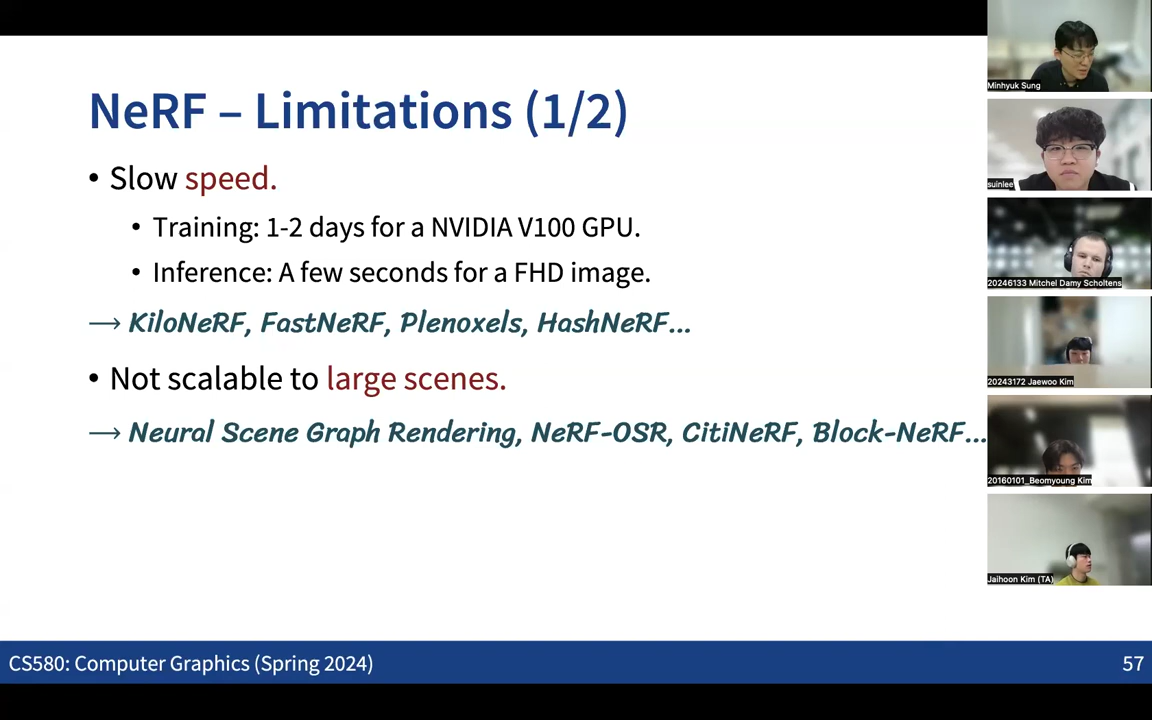 NeRF – Limitations (1/2)
• Slow speed.
• Training: 1-2 days for a NVIDIA V100 GPU.
• Inference: A few seconds for a FHD image.
→ KiloNeRF, FastNeRF, Plenoxels, HashNeRF...
• Not scalable to large scenes.
→ Neural Scene Graph Rendering, NeRF-OSR, CitiNeRF, Block-NeRF...
CS580: Computer Graphics (Spring 2024)
57
Minhyuk Sung
suinlee
20246133 Mitchel Damy Scholtens
20243172 Jaewoo Kim
20160101_Beomyoung Kim
Jaihoon Kim (TA)